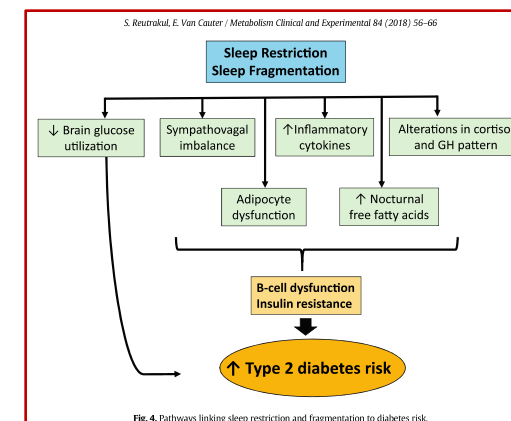 S. Reutrakul, E. Van Cauter / Metabolism Clinical and Experimental 84 (2018) 56–66
Sleep Restriction
Sleep Fragmentation
↓ Brain glucose
utilization
Sympathovagal
imbalance
↑Inflammatory
cytokines
Alterations in cortiso
and GH pattern
Adipocyte
dysfunction
↑ Nocturnal
free fatty acids
B-cell dysfunction
Insulin resistance
↑ Type 2 diabetes risk
Fig. 4. Pathways linking sleep restriction and fragmentation to diabetes risk.